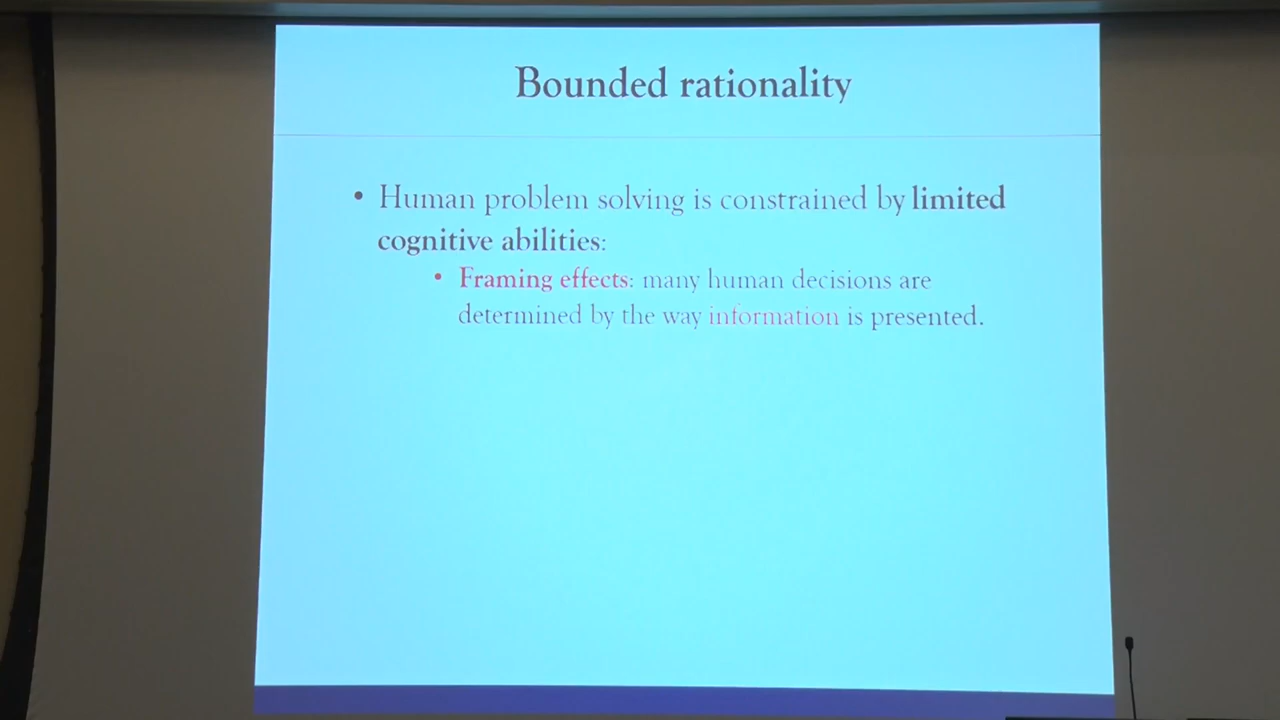 Bounded rationality
• Human problem solving is constrained by limited
cognitive abilities:
• Framing effects: many human decisions are
determined by the way information is presented.